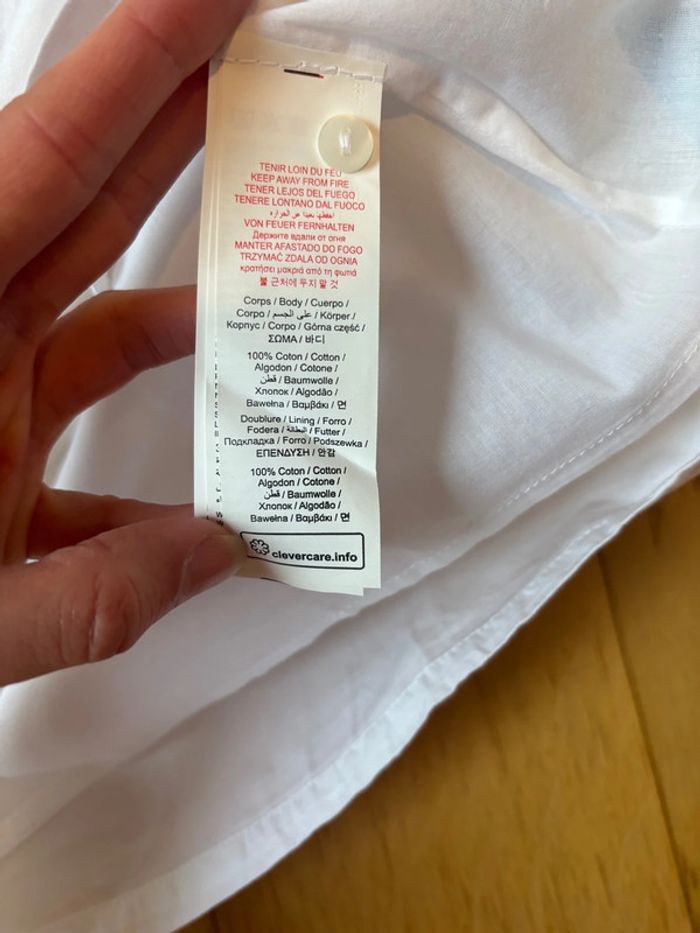 TENIR LOIN DU FEU
KEEP AWAY FROM FIRE
TENER LEJOS DEL FUEGO
TENERE LONTANO DAL FUOCO
احفظها بعيدا عن الحرارة
VON FEUER FERNHALTEN
Держите вдали от огня
MANTER AFASTADO DO FOGO
TRZYMAĆ ZDALA OD OGNIA
κρατήσει μακριά από τη φωτιά
불 근처에 두지 말 것
Corps / Body / Cuerpo /
Corpo / على الجسم / Körper /
Корпус / Corpo / Górna część /
ΣΩΜΑ / 바디
100% Coton / Cotton /
Algodon / Cotone /
قطن / Baumwolle /
Хлопок / Algodão /
Bawełna / Βαμβάκι / 면
Doublure / Lining / Forro /
Fodera / البطانة / Futter /
Подкладка / Forro / Podszewka /
ΕΠΕΝΔΥΣΗ / 안감
100% Coton / Cotton /
Algodon / Cotone /
قطن / Baumwolle /
Хлопок / Algodão /
Bawełna / Βαμβάκι / 면
clevercare.info